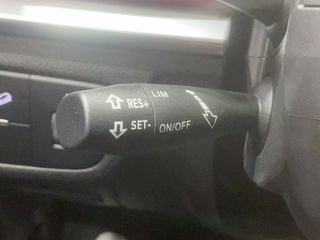 RES+ LIM
SET- ON/OFF